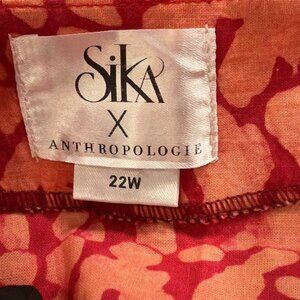 SiKA
X
ANTHROPOLOGIE
22W